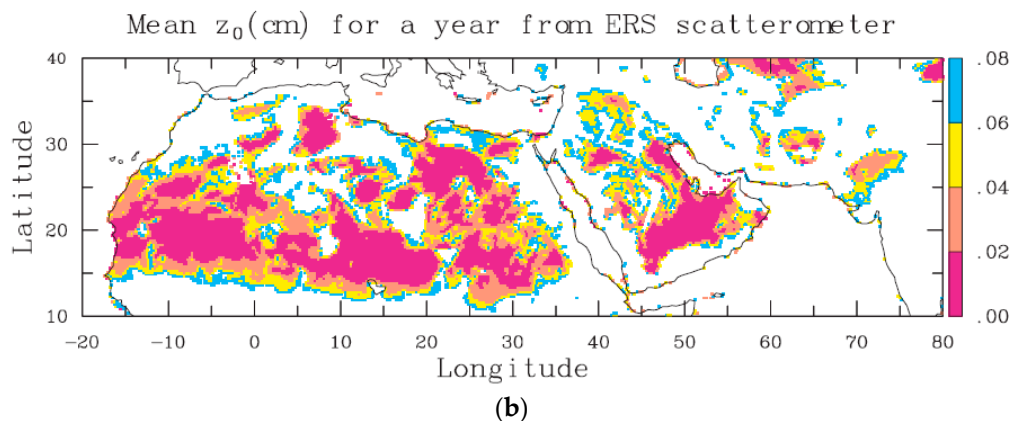 Mean z₀(cm) for a year from ERS scatterometer
40
30
20
10
Latitude
-20 -10 0 10 20 30 40 50 60 70 80
Longitude
.08
.06
.04
.02
.00
(b)